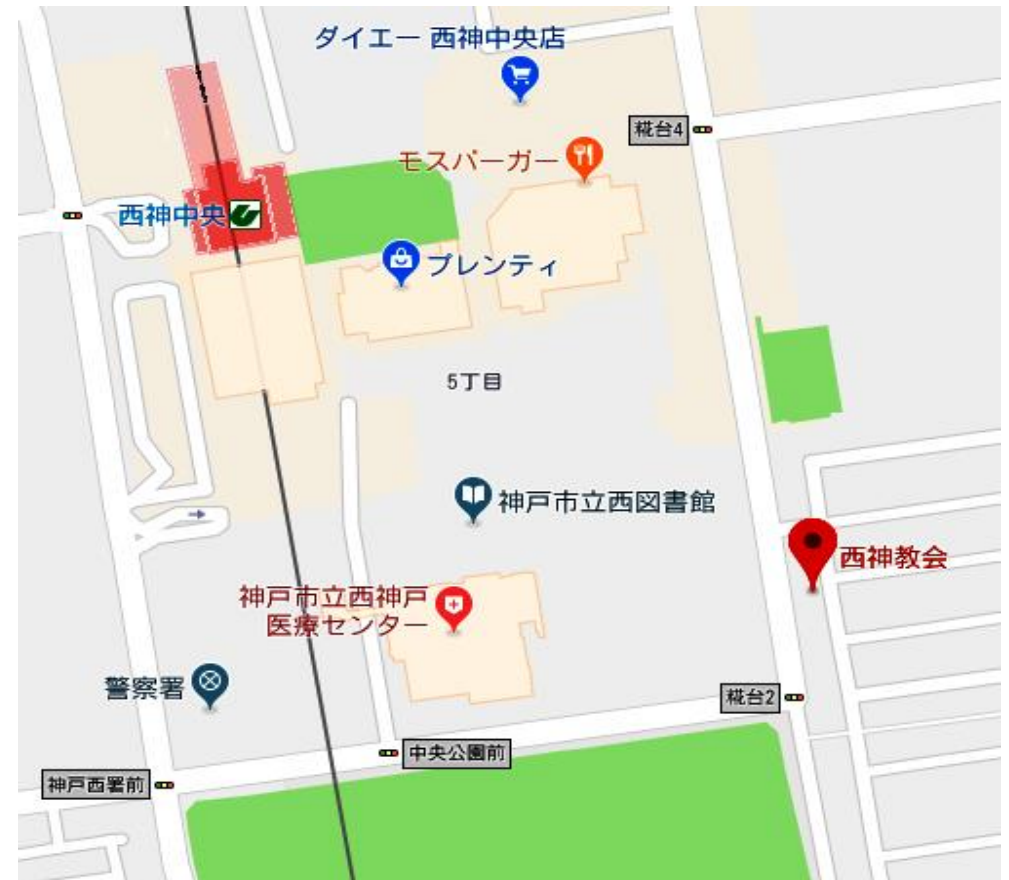 ダイエー 西神中央店
糀台4
モスバーガー
西神中央
プレンティ
5丁目
神戸市立西図書館
西神教会
神戸市立西神戸
医療センター
警察署
糀台2
中央公園前
神戸西署前